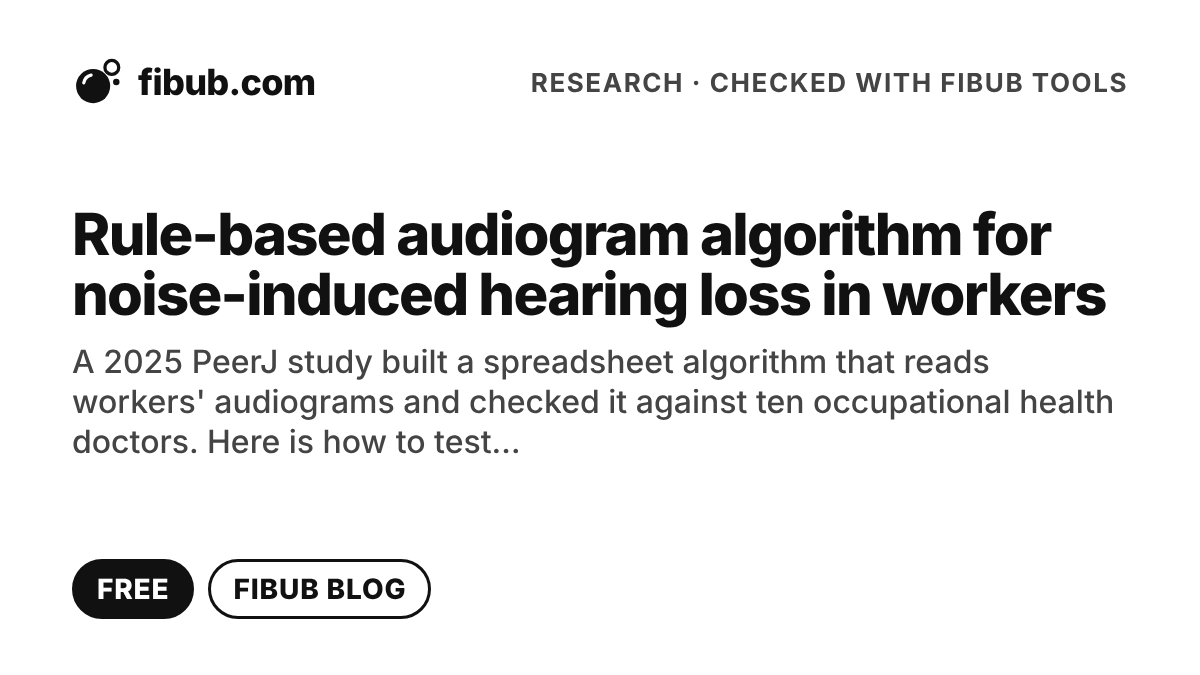 fibub.com
RESEARCH · CHECKED WITH FIBUB TOOLS
Rule-based audiogram algorithm for
noise-induced hearing loss in workers
A 2025 PeerJ study built a spreadsheet algorithm that reads
workers' audiograms and checked it against ten occupational health
doctors. Here is how to test…
FREE
FIBUB BLOG